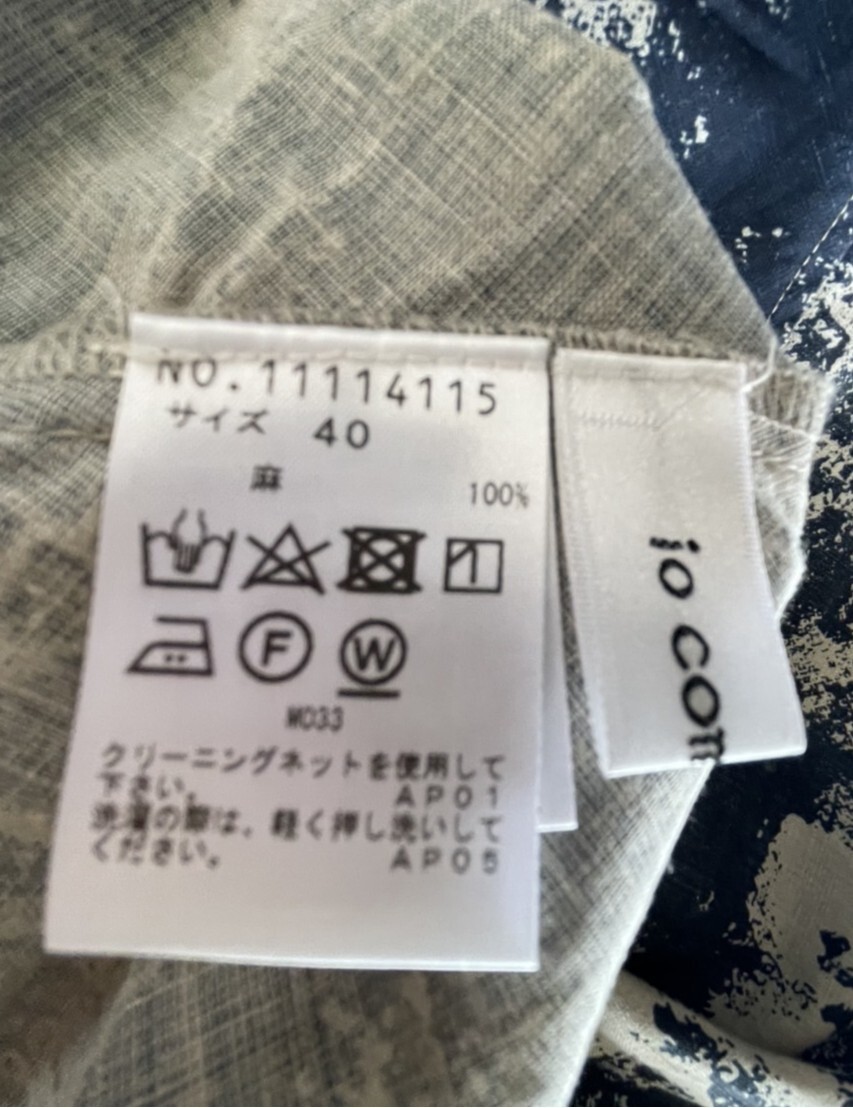 NO.11114115
サイズ 40
麻 100%
F W
M033
クリーニングネットを使用して
下さい。 AP01
洗濯の際は、軽く押し洗いして
ください。 AP05
io com